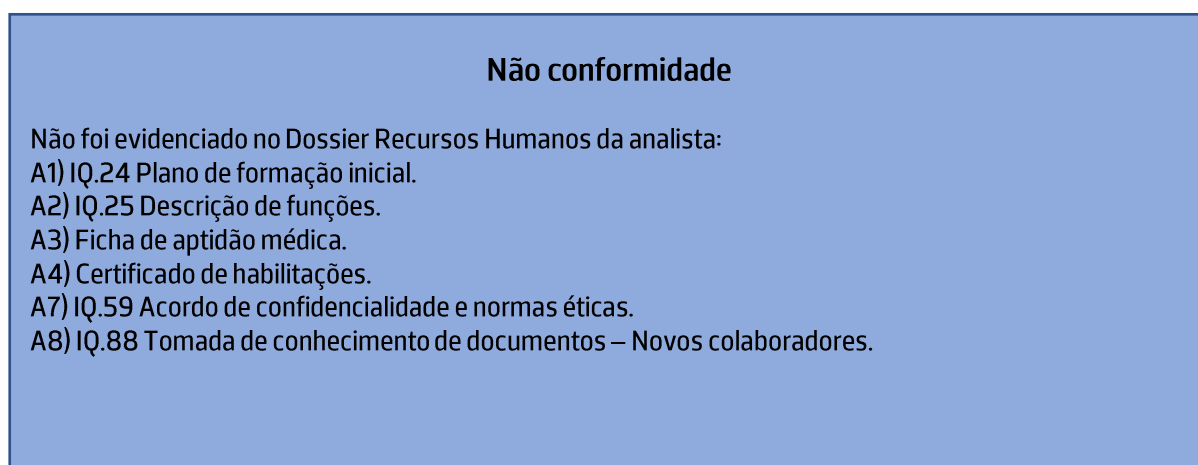 Não conformidade
Não foi evidenciado no Dossier Recursos Humanos da analista:
A1) IQ.24 Plano de formação inicial.
A2) IQ.25 Descrição de funções.
A3) Ficha de aptidão médica.
A4) Certificado de habilitações.
A7) IQ.59 Acordo de confidencialidade e normas éticas.
A8) IQ.88 Tomada de conhecimento de documentos – Novos colaboradores.